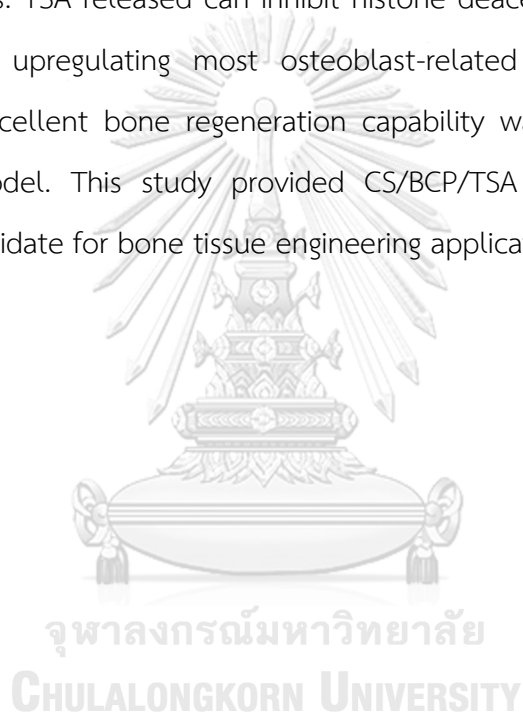 s. TSA released can inhibit histone deace
upregulating most osteoblast-related
cellent bone regeneration capability wa
odel. This study provided CS/BCP/TSA
idate for bone tissue engineering applica
จุฬาลงกรณ์มหาวิทยาลัย
CHULALONGKORN UNIVERSITY